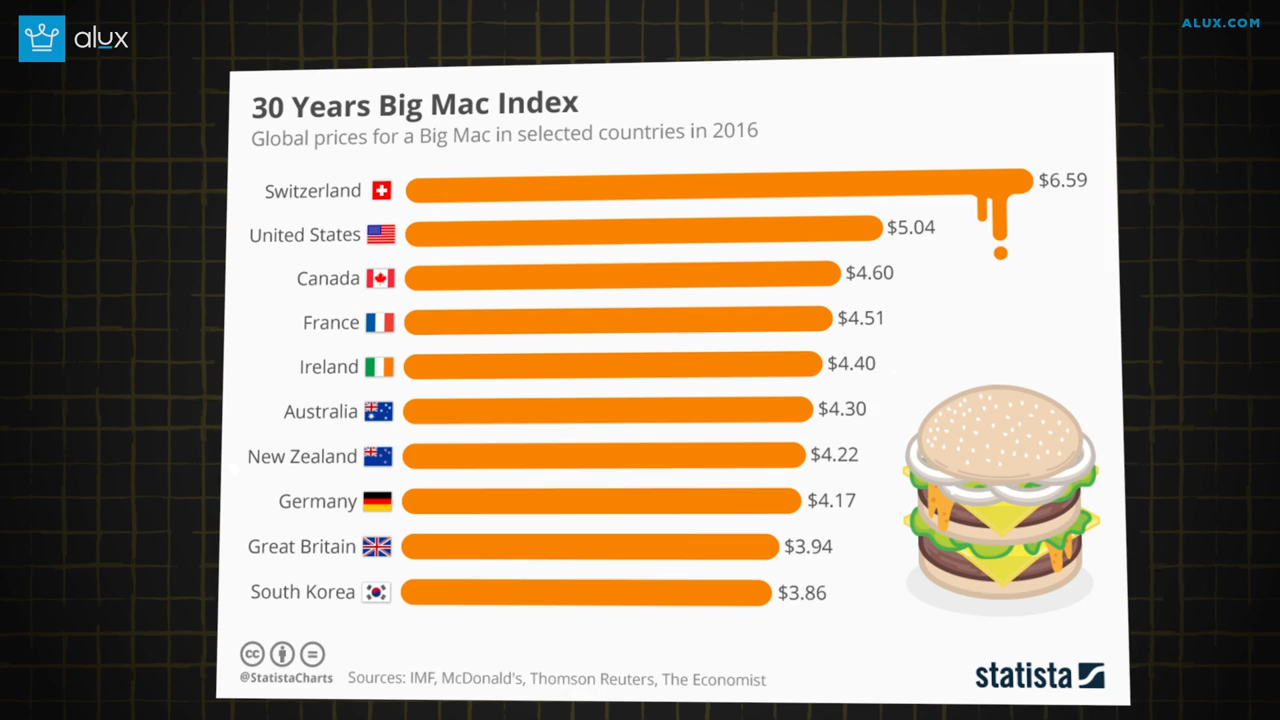 alux
ALUX.COM
30 Years Big Mac Index
Global prices for a Big Mac in selected countries in 2016
Switzerland $6.59
United States $5.04
Canada $4.60
France $4.51
Ireland $4.40
Australia $4.30
New Zealand $4.22
Germany $4.17
Great Britain $3.94
South Korea $3.86
cc
@StatistaCharts Sources: IMF, McDonald's, Thomson Reuters, The Economist
statista